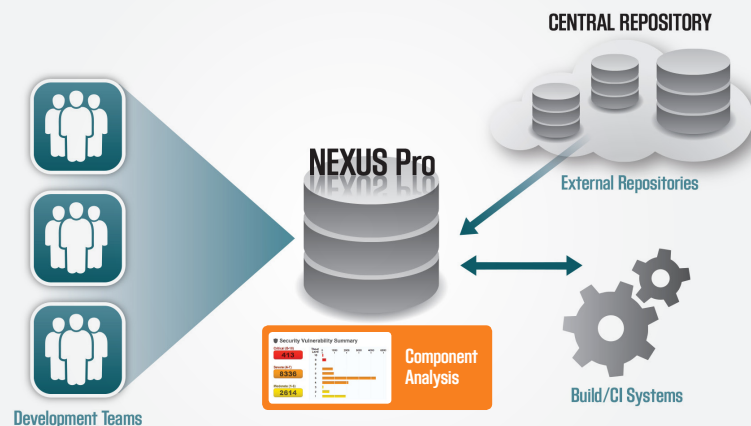 CENTRAL REPOSITORY
NEXUS Pro
External Repositories
Security Vulnerability Summary
413
8336
2614
Component
Analysis
Build/CI Systems
Development Teams